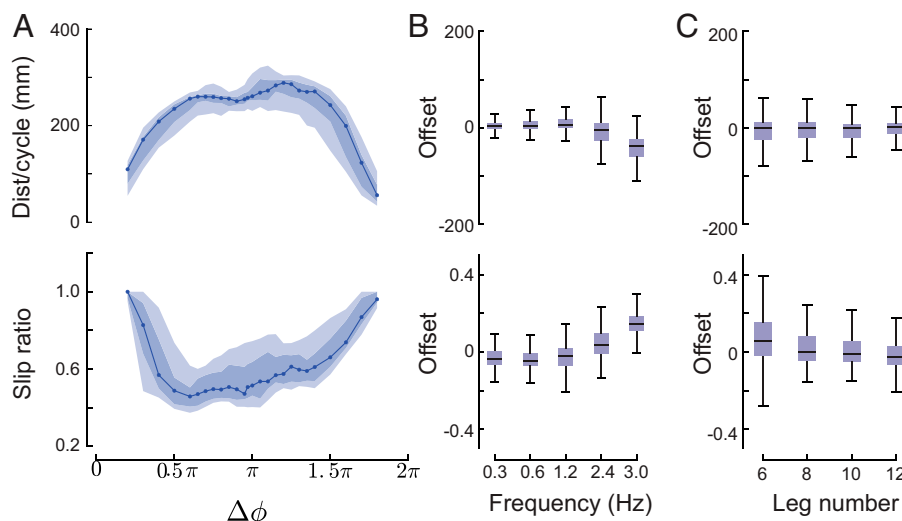 A
B
C
Dist/cycle (mm)
400
200
0
Offset
200
0
-200
Offset
200
0
-200
Slip ratio
1.0
0.6
0.2
0
0.5π
π
1.5π
2π
Δϕ
Offset
0.4
0
-0.4
0.3 0.6 1.2 2.4 3.0
Frequency (Hz)
Offset
0.4
0
-0.4
6 8 10 12
Leg number